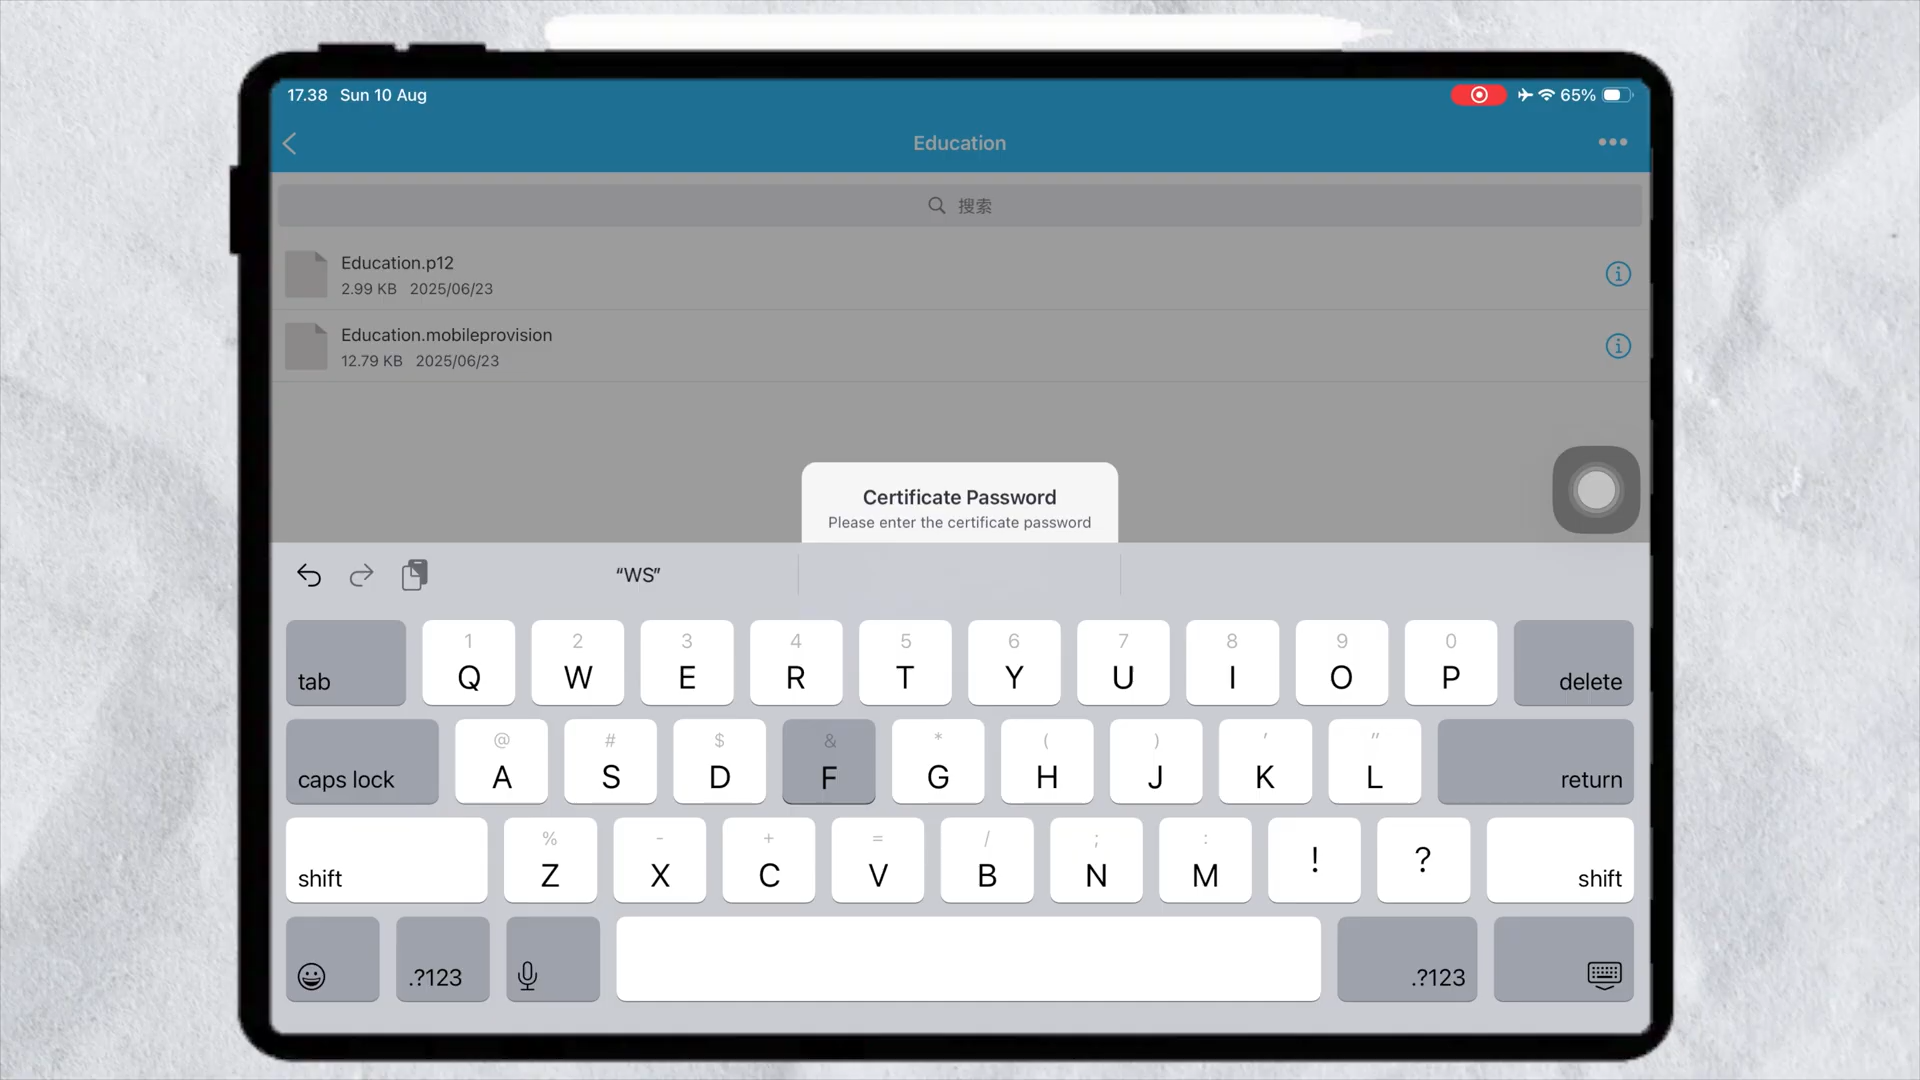 17.38 Sun 10 Aug
65%
Education
搜索
Education.p12
2.99 KB 2025/06/23
Education.mobileprovision
12.79 KB 2025/06/23
Certificate Password
Please enter the certificate password
“WS”
1 2 3 4 5 6 7 8 9 0
tab Q W E R T Y U I O P delete
@ # $ & * ( ) ' "
caps lock A S D F G H J K L return
% - + = / ; :
shift Z X C V B N M ! ? shift
.?123 .?123